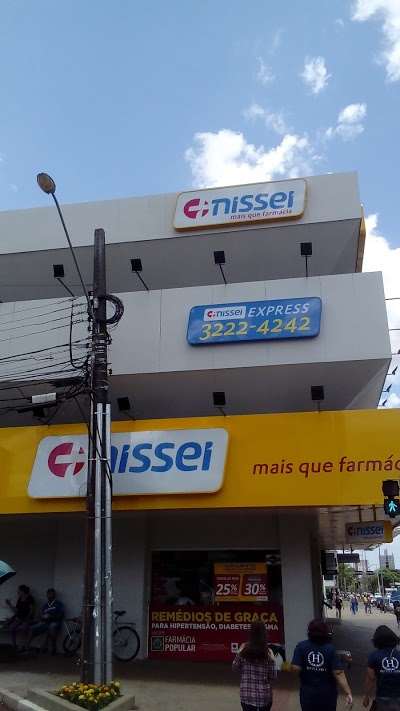 nissei
mais que farmácia
nissei EXPRESS
3222-4242
nissei
mais que farmác
nissei
25% 30%
REMÉDIOS DE GRAÇA
PARA HIPERTENSÃO, DIABETES E ASMA
FARMÁCIA
POPULAR
H
H